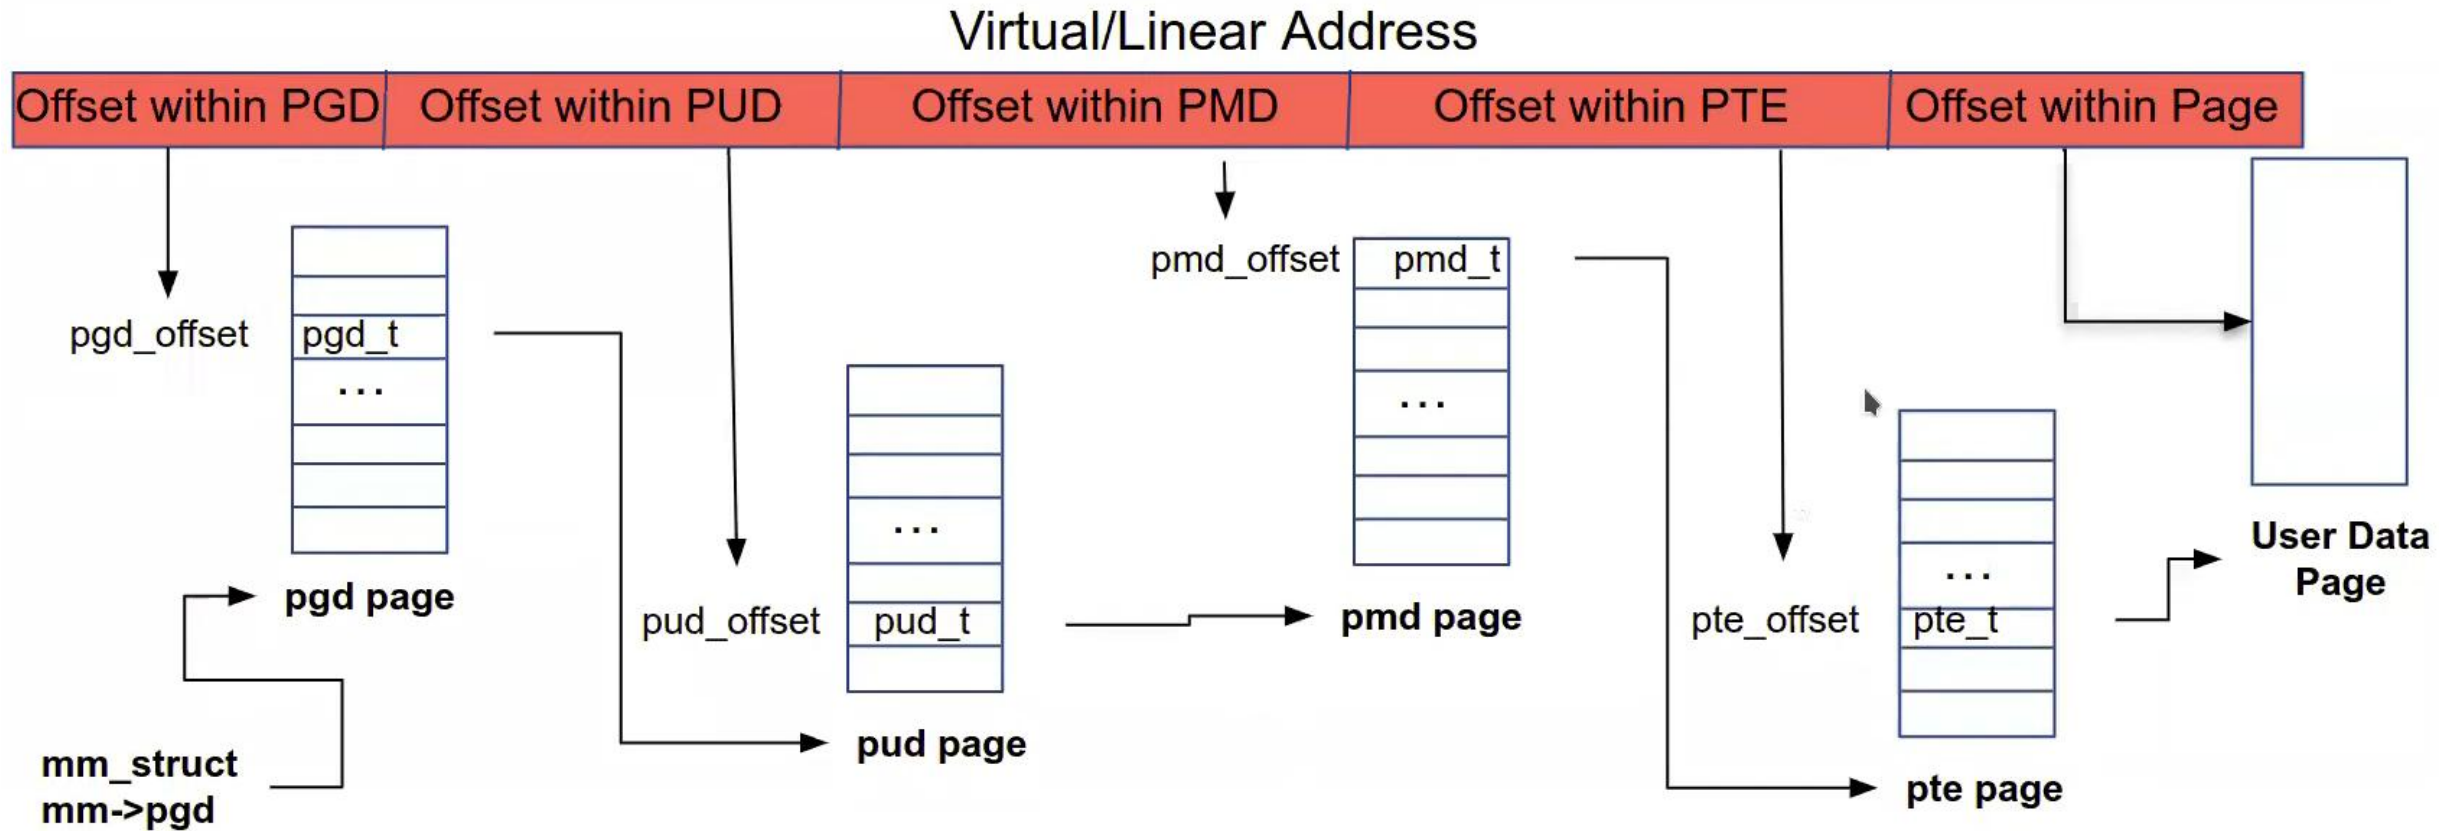 Virtual/Linear Address
Offset within PGD
Offset within PUD
Offset within PMD
Offset within PTE
Offset within Page
pgd_offset
pgd_t
...
pgd page
mm_struct
mm->pgd
pud_offset
...
pud_t
pud page
pmd_offset
pmd_t
...
pmd page
pte_offset
...
pte_t
pte page
User Data
Page